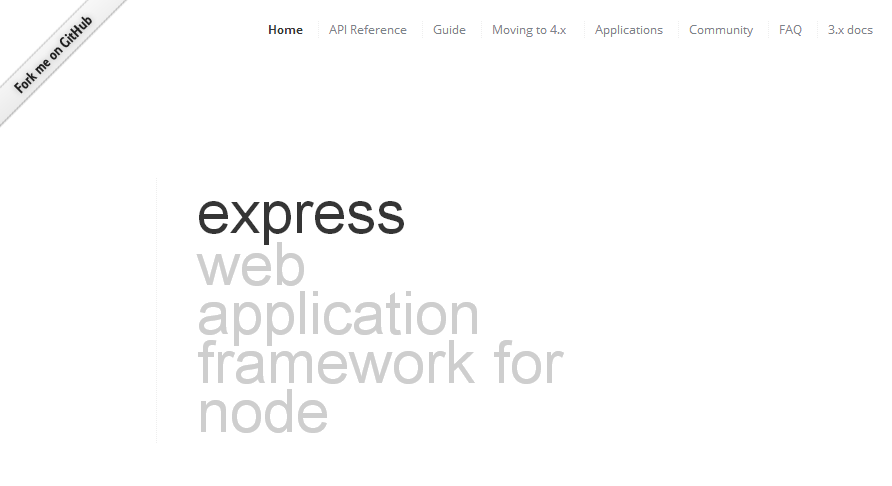 Fork me on GitHub
Home API Reference Guide Moving to 4.x Applications Community FAQ 3.x docs
express
web
application
framework for
node